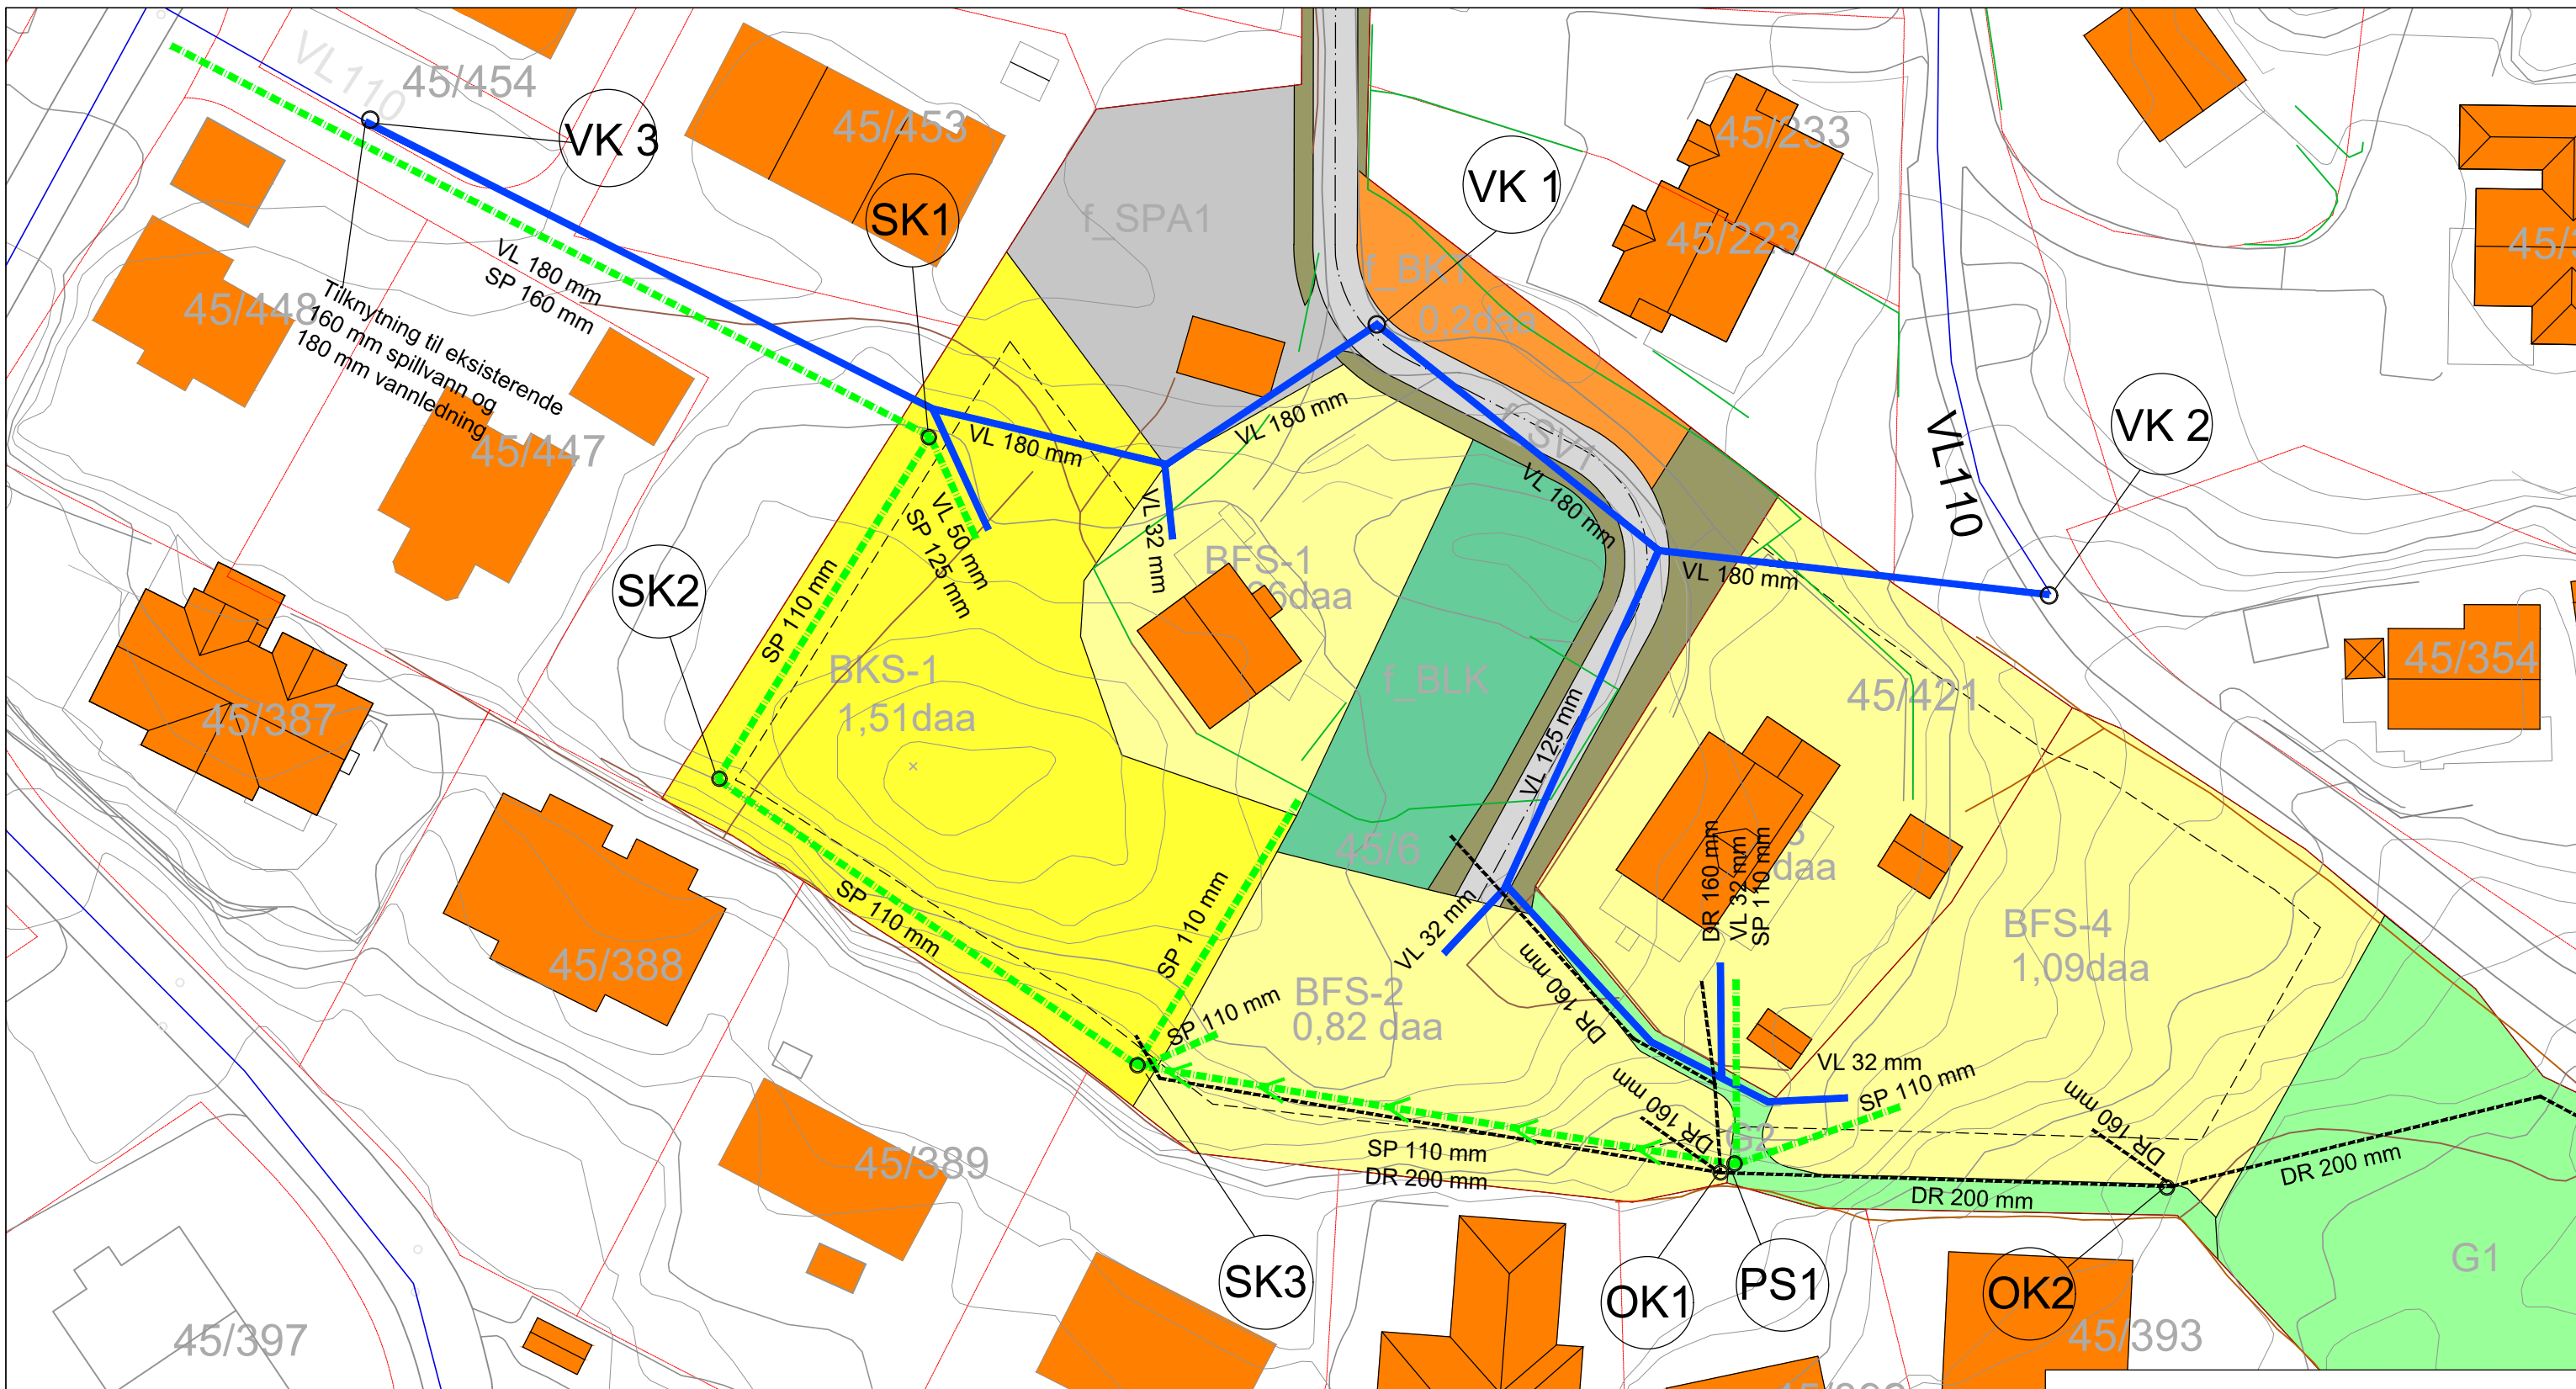 VL110
45/454
VK 3
45/453
SK1
f_SPA1
VK 1
45/233
45/223
f_BKT
0.2daa
VL 180 mm
SP 160 mm
45/448
Tilknytning til eksisterende
160 mm spillvann og
180 mm vannledning
45/447
VL 180 mm
VL 180 mm
f_SV1
VL 180 mm
VL110
VK 2
VL 180 mm
SK2
SP 110 mm
VL 50 mm
SP 125 mm
VL 32 mm
BFS-1
6daa
BKS-1
1,51daa
f_BLK
VL 125 mm
45/421
45/354
45/387
45/6
DR 160 mm
VL 32 mm
SP 110 mm
daa
SP 110 mm
SP 110 mm
VL 32 mm
DR 160 mm
BFS-2
0,82 daa
BFS-4
1,09daa
45/388
SP 110 mm
VL 32 mm
SP 110 mm
DR 160 mm
DR 160 mm
G2
SP 110 mm
DR 200 mm
DR 200 mm
DR 200 mm
45/389
SK3
OK1
PS1
OK2
G1
45/397
45/393